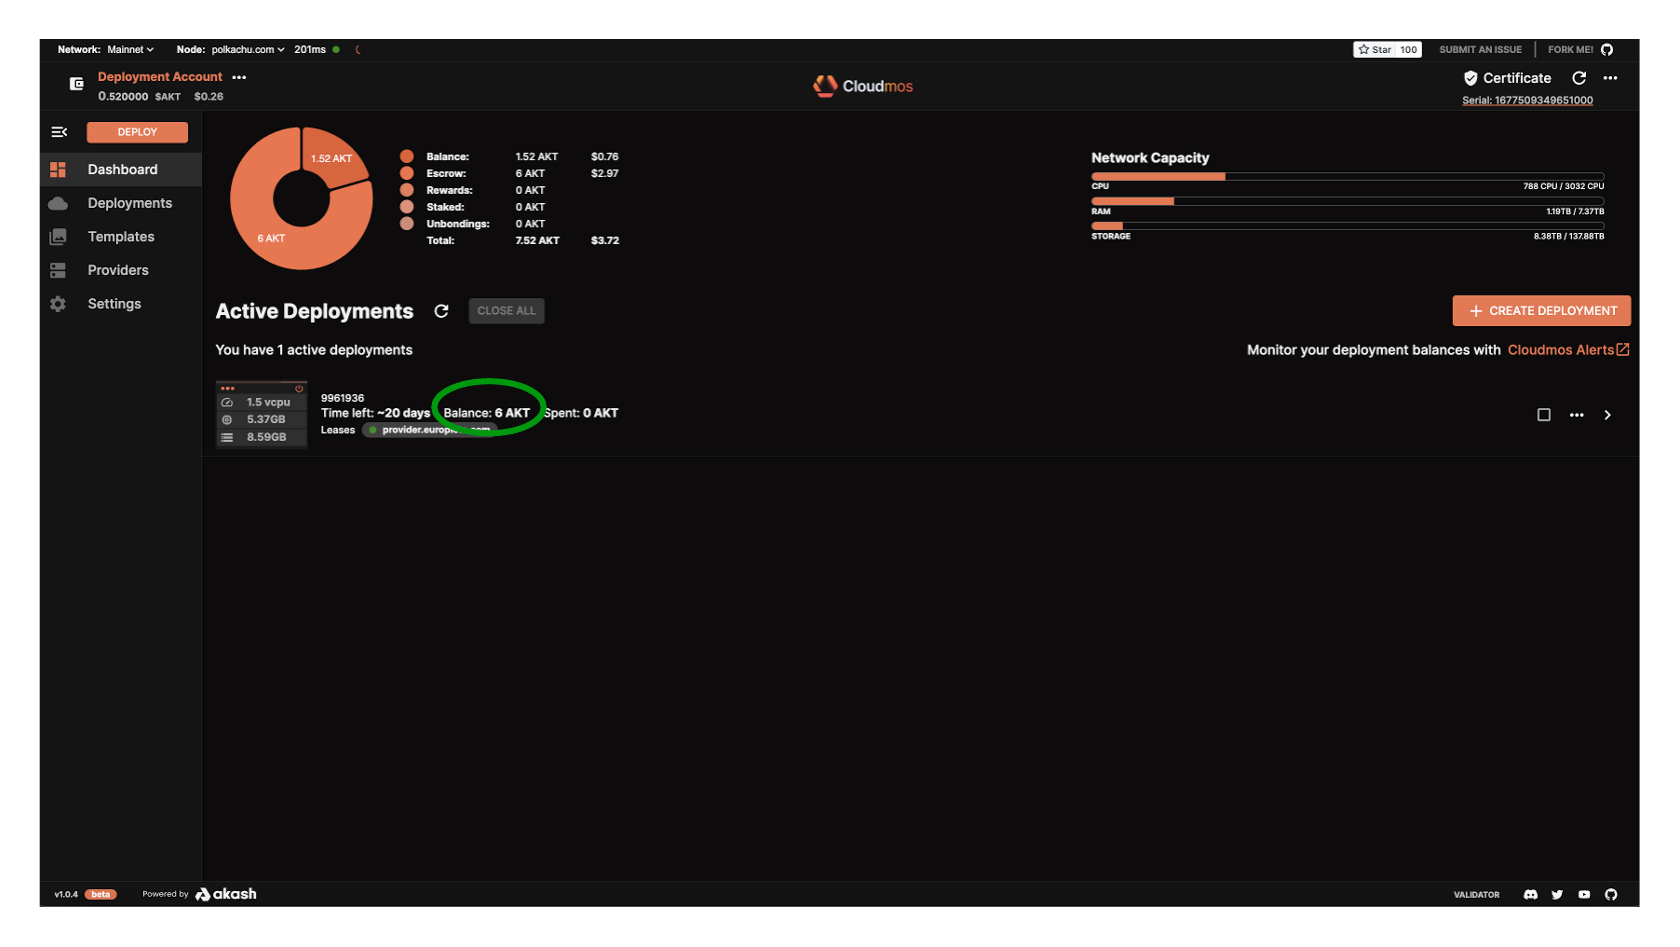 Network: Mainnet Node: polkachu.com 201ms Star 100 SUBMIT AN ISSUE FORK ME!
Deployment Account
0.520000 $AKT $0.26
Cloudmos
Certificate
Serial: 1677509349651000
DEPLOY
Dashboard
Deployments
Templates
Providers
Settings
1.52 AKT
6 AKT
Balance: 1.52 AKT $0.76
Escrow: 6 AKT $2.97
Rewards: 0 AKT
Staked: 0 AKT
Unbondings: 0 AKT
Total: 7.52 AKT $3.72
Network Capacity
CPU 788 CPU / 3032 CPU
RAM 1.19TB / 7.37TB
STORAGE 8.38TB / 137.88TB
Active Deployments CLOSE ALL + CREATE DEPLOYMENT
You have 1 active deployments Monitor your deployment balances with Cloudmos Alerts
1.5 vcpu
5.37GB
8.59GB
9961936
Time left: ~20 days Balance: 6 AKT Spent: 0 AKT
Leases
v1.0.4 beta Powered by akash VALIDATOR